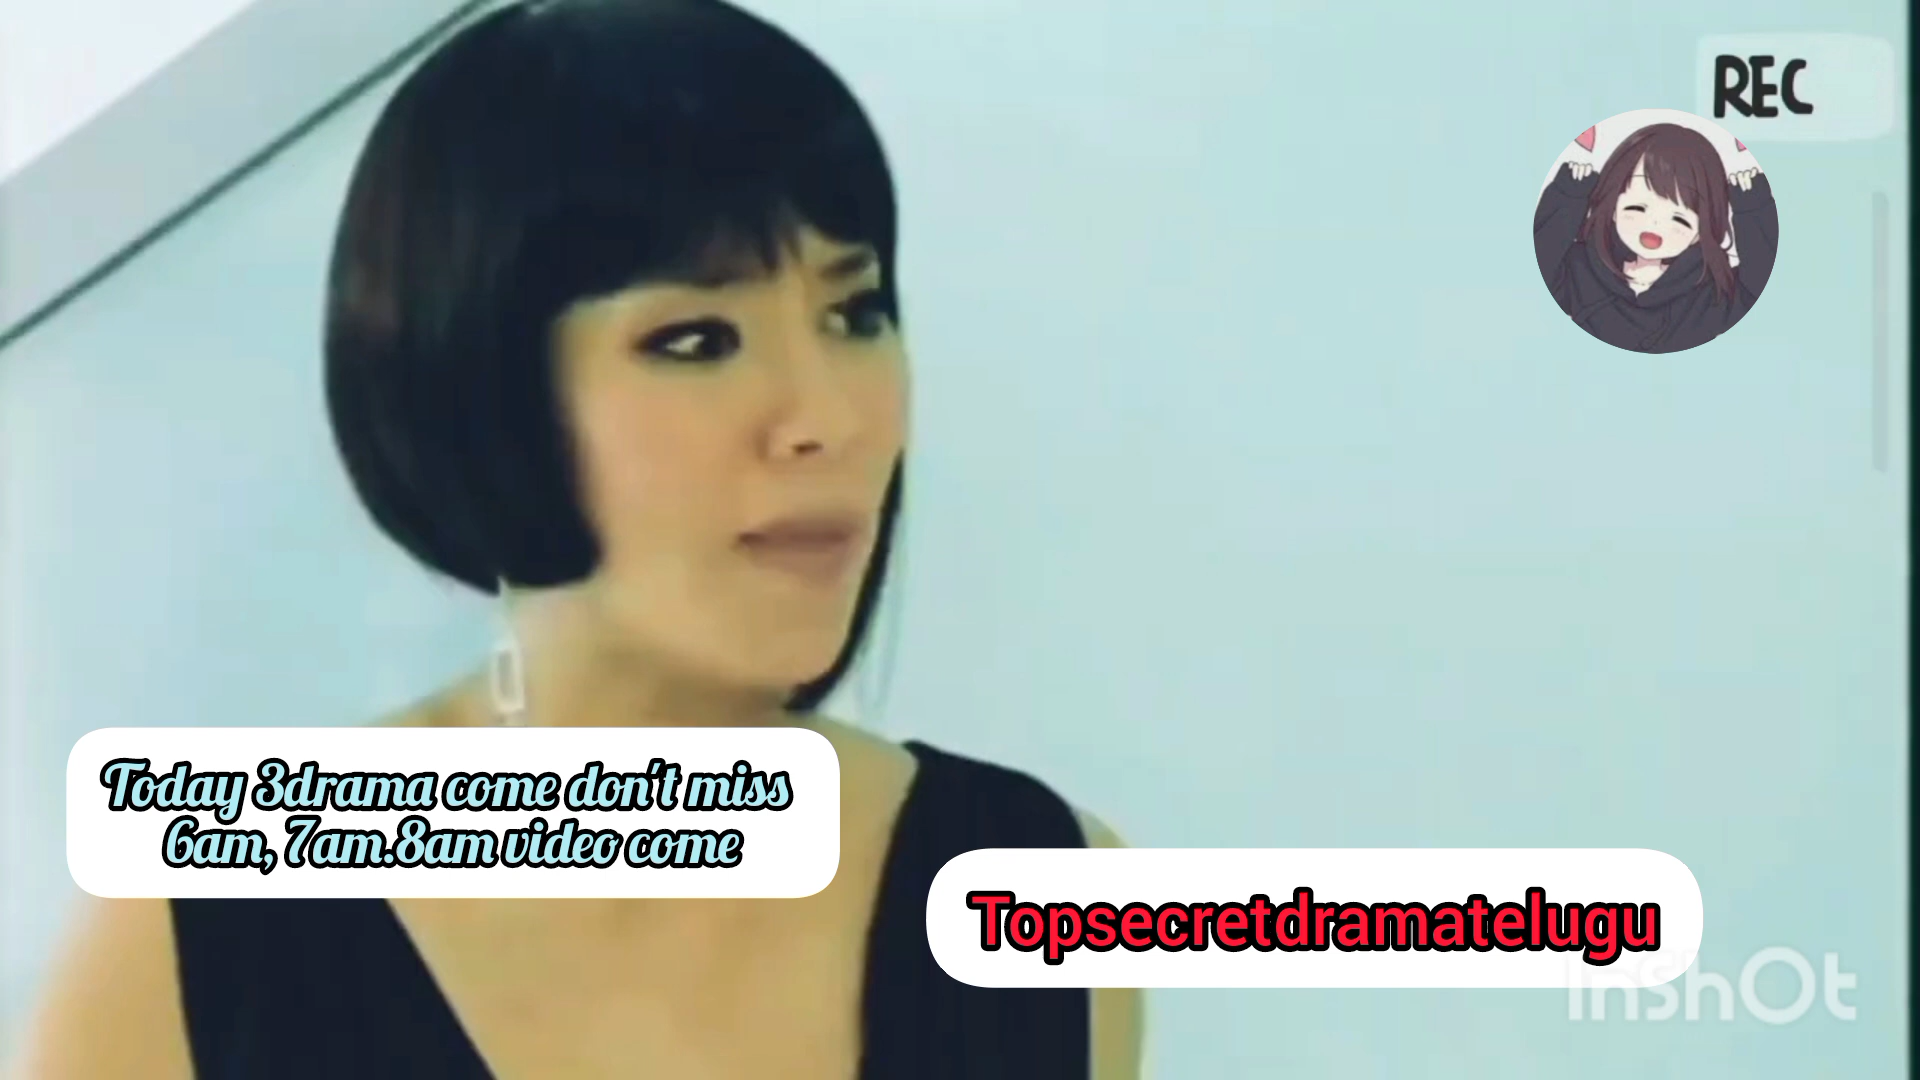 REC
Today 3drama come don't miss
6am, 7am.8am video come
Topsecretdramatelugu
InShOt